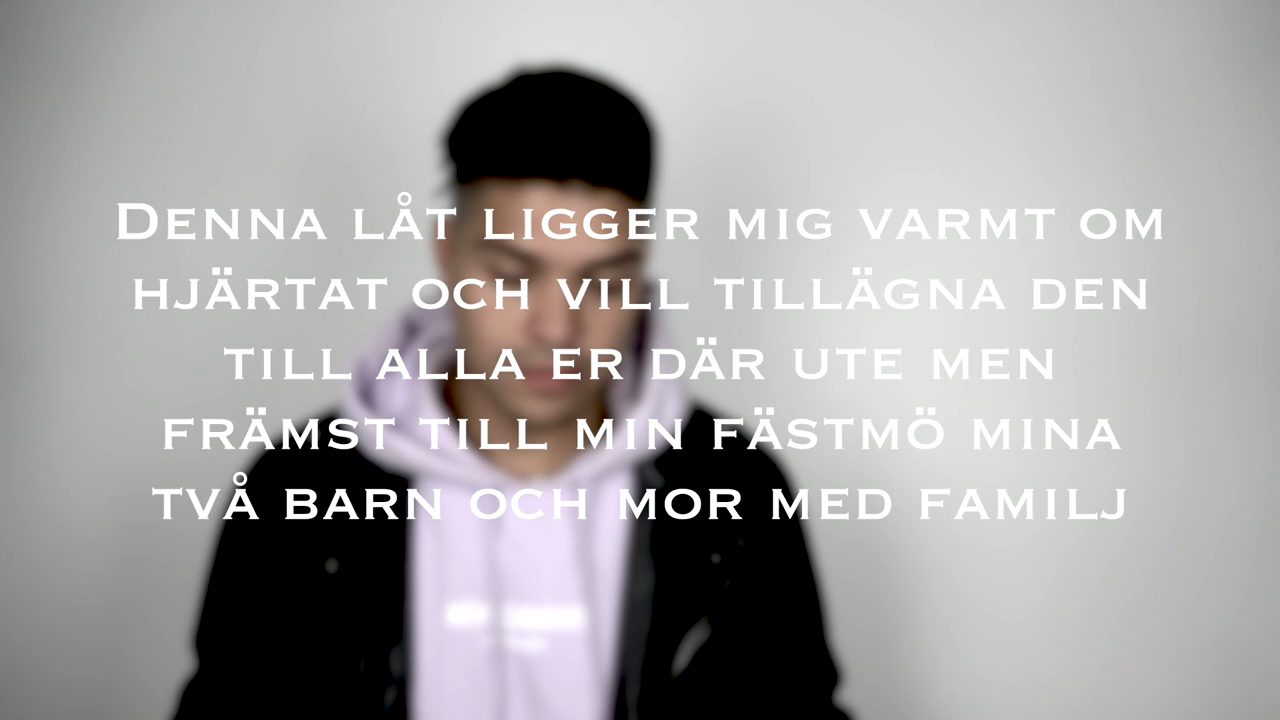 Denna låt ligger mig varmt om
hjärtat och vill tillägna den
till alla er där ute men
främst till min fästmö mina
två barn och mor med familj